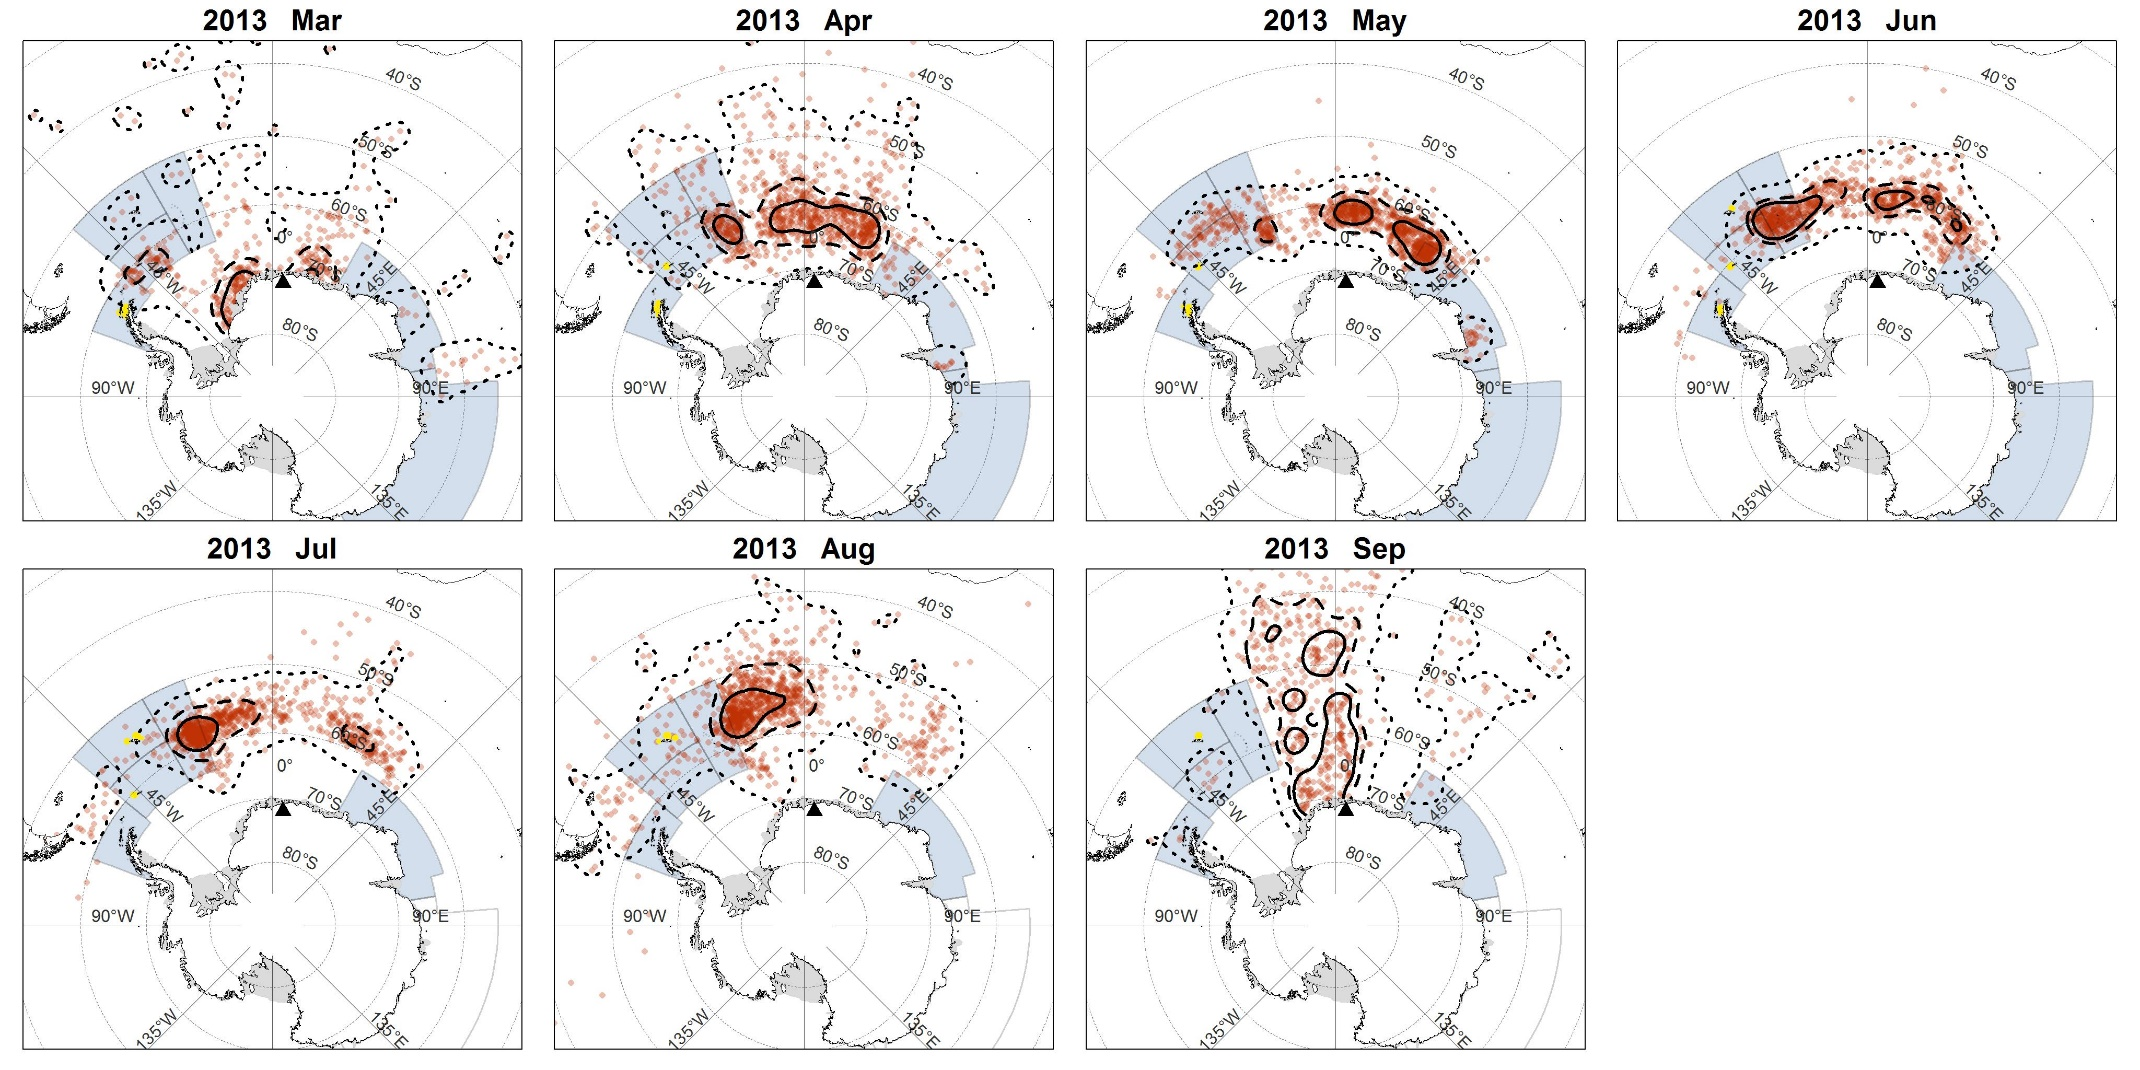 2013 Mar
40°S
50°S
60°S
0°
70°S
45°W
45°E
80°S
90°W
90°E
135°W
135°E
2013 Apr
40°S
50°S
60°S
0°
70°S
45°W
45°E
80°S
90°W
90°E
135°W
135°E
2013 May
40°S
50°S
60°S
0°
70°S
45°W
45°E
80°S
90°W
90°E
135°W
135°E
2013 Jun
40°S
50°S
60°S
0°
70°S
45°W
45°E
80°S
90°W
90°E
135°W
135°E
2013 Jul
40°S
50°S
60°S
0°
70°S
45°W
45°E
80°S
90°W
90°E
135°W
135°E
2013 Aug
40°S
50°S
60°S
0°
70°S
45°W
45°E
80°S
90°W
90°E
135°W
135°E
2013 Sep
40°S
50°S
60°S
0°
70°S
45°W
45°E
80°S
90°W
90°E
135°W
135°E